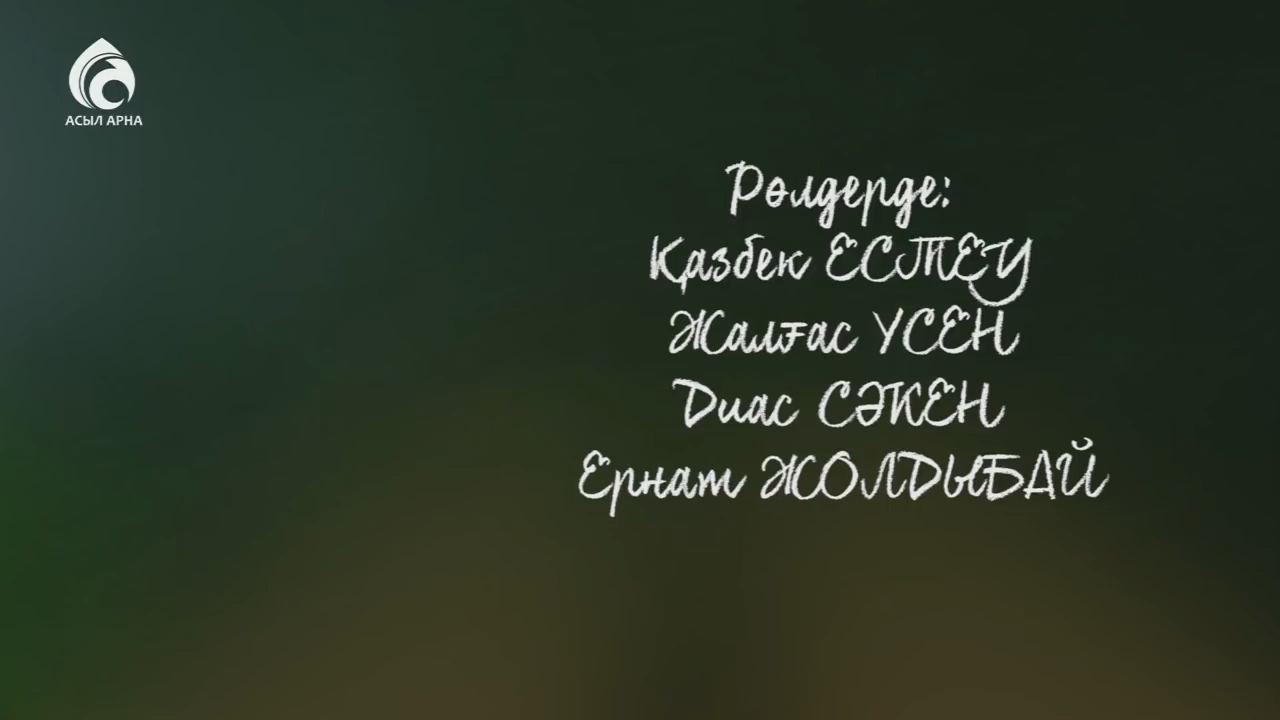 АСЫЛ АРНА
Рөлдерде:
Қазбек ЕСТЕУ
Жалғас ҮСЕН
Диас СӘКЕН
Ернат ЖОЛДЫБАЙ